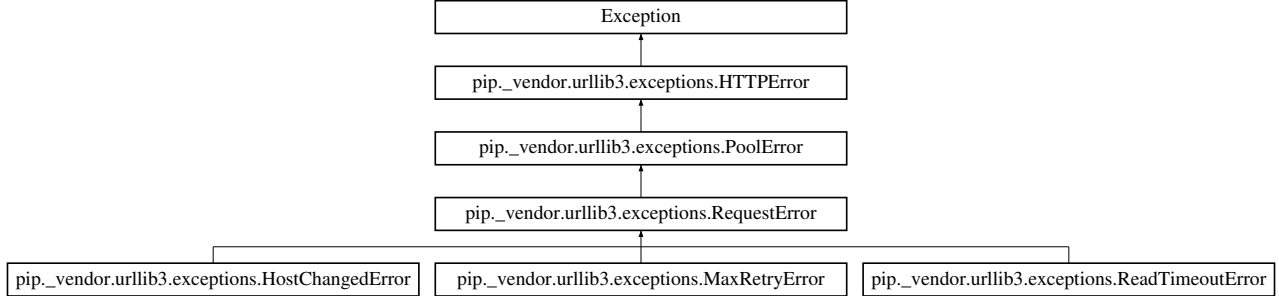 Exception
pip._vendor.urllib3.exceptions.HTTPError
pip._vendor.urllib3.exceptions.PoolError
pip._vendor.urllib3.exceptions.RequestError
pip._vendor.urllib3.exceptions.HostChangedError
pip._vendor.urllib3.exceptions.MaxRetryError
pip._vendor.urllib3.exceptions.ReadTimeoutError